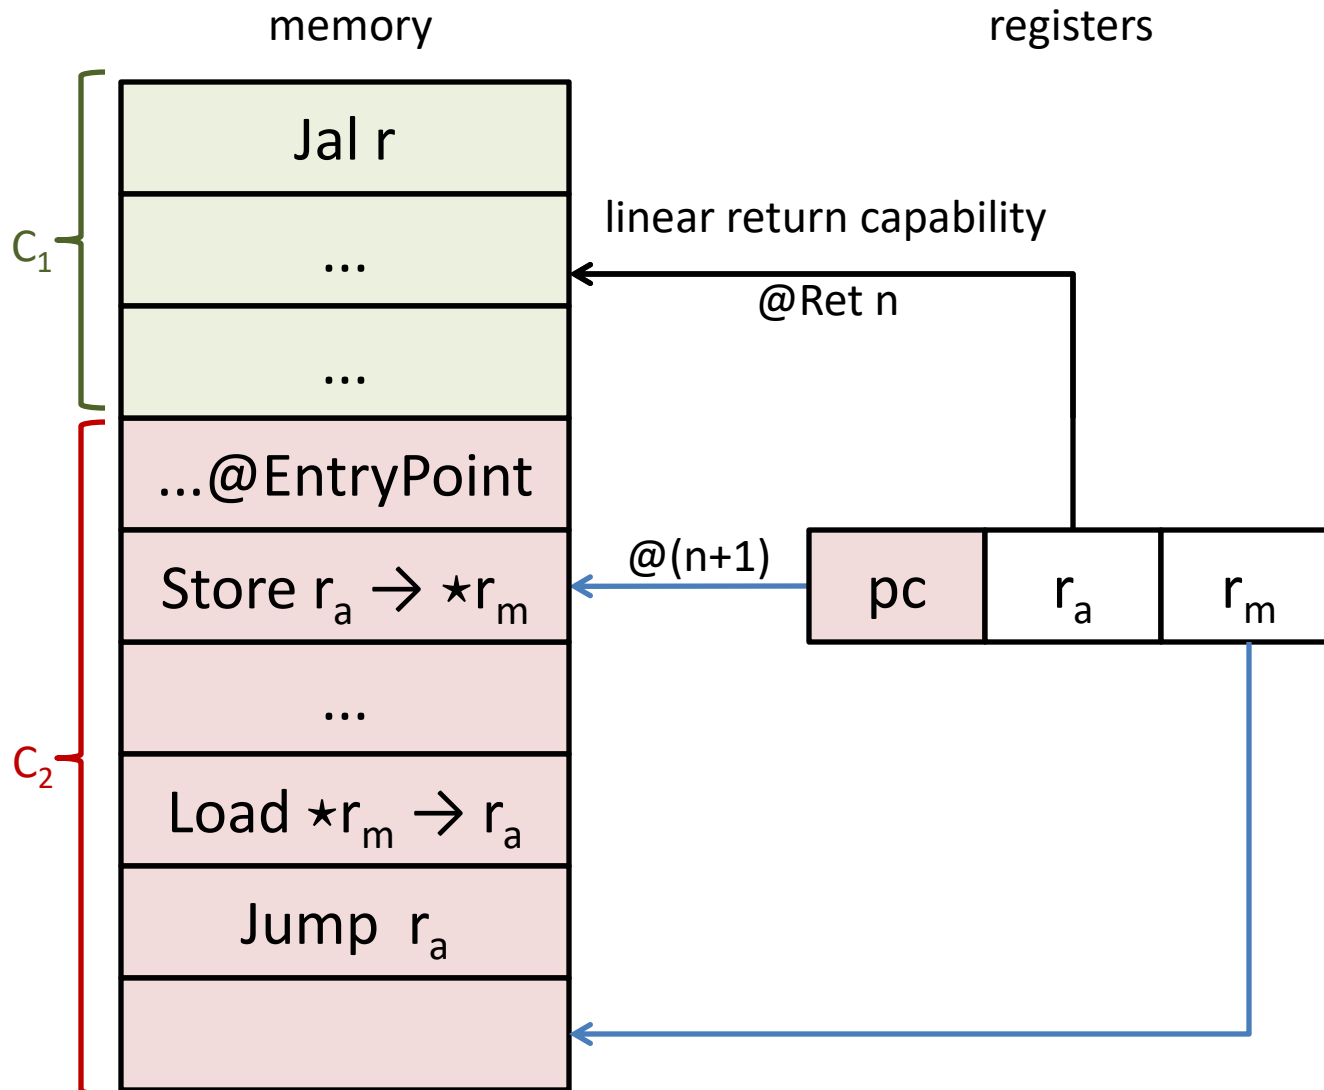 memory
registers
Jal r
C₁
linear return capability
...
@Ret n
...
...@EntryPoint
@(n+1)
Store rₐ → ⋆rₘ
pc
rₐ
rₘ
...
C₂
Load ⋆rₘ → rₐ
Jump rₐ